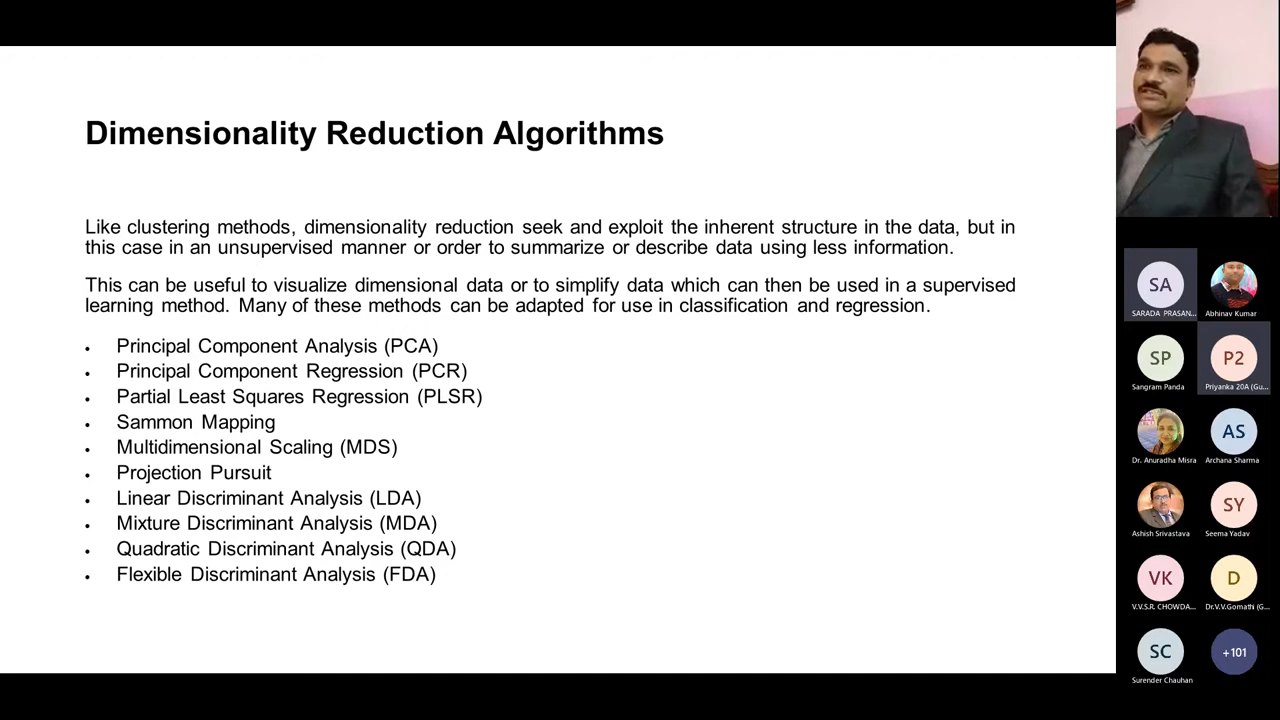 Dimensionality Reduction Algorithms
Like clustering methods, dimensionality reduction seek and exploit the inherent structure in the data, but in
this case in an unsupervised manner or order to summarize or describe data using less information.
This can be useful to visualize dimensional data or to simplify data which can then be used in a supervised
learning method. Many of these methods can be adapted for use in classification and regression.
• Principal Component Analysis (PCA)
• Principal Component Regression (PCR)
• Partial Least Squares Regression (PLSR)
• Sammon Mapping
• Multidimensional Scaling (MDS)
• Projection Pursuit
• Linear Discriminant Analysis (LDA)
• Mixture Discriminant Analysis (MDA)
• Quadratic Discriminant Analysis (QDA)
• Flexible Discriminant Analysis (FDA)
SA
SARADA PRASAN...
Abhinav Kumar
SP
Sangram Panda
P2
Priyanka 20A (Gu...
Dr. Anuradha Misra
AS
Archana Sharma
Ashish Srivastava
SY
Seema Yadav
VK
V.V.S.R. CHOWDA...
D
Dr.V.V.Gomathi (G...
SC
Surender Chauhan
+101